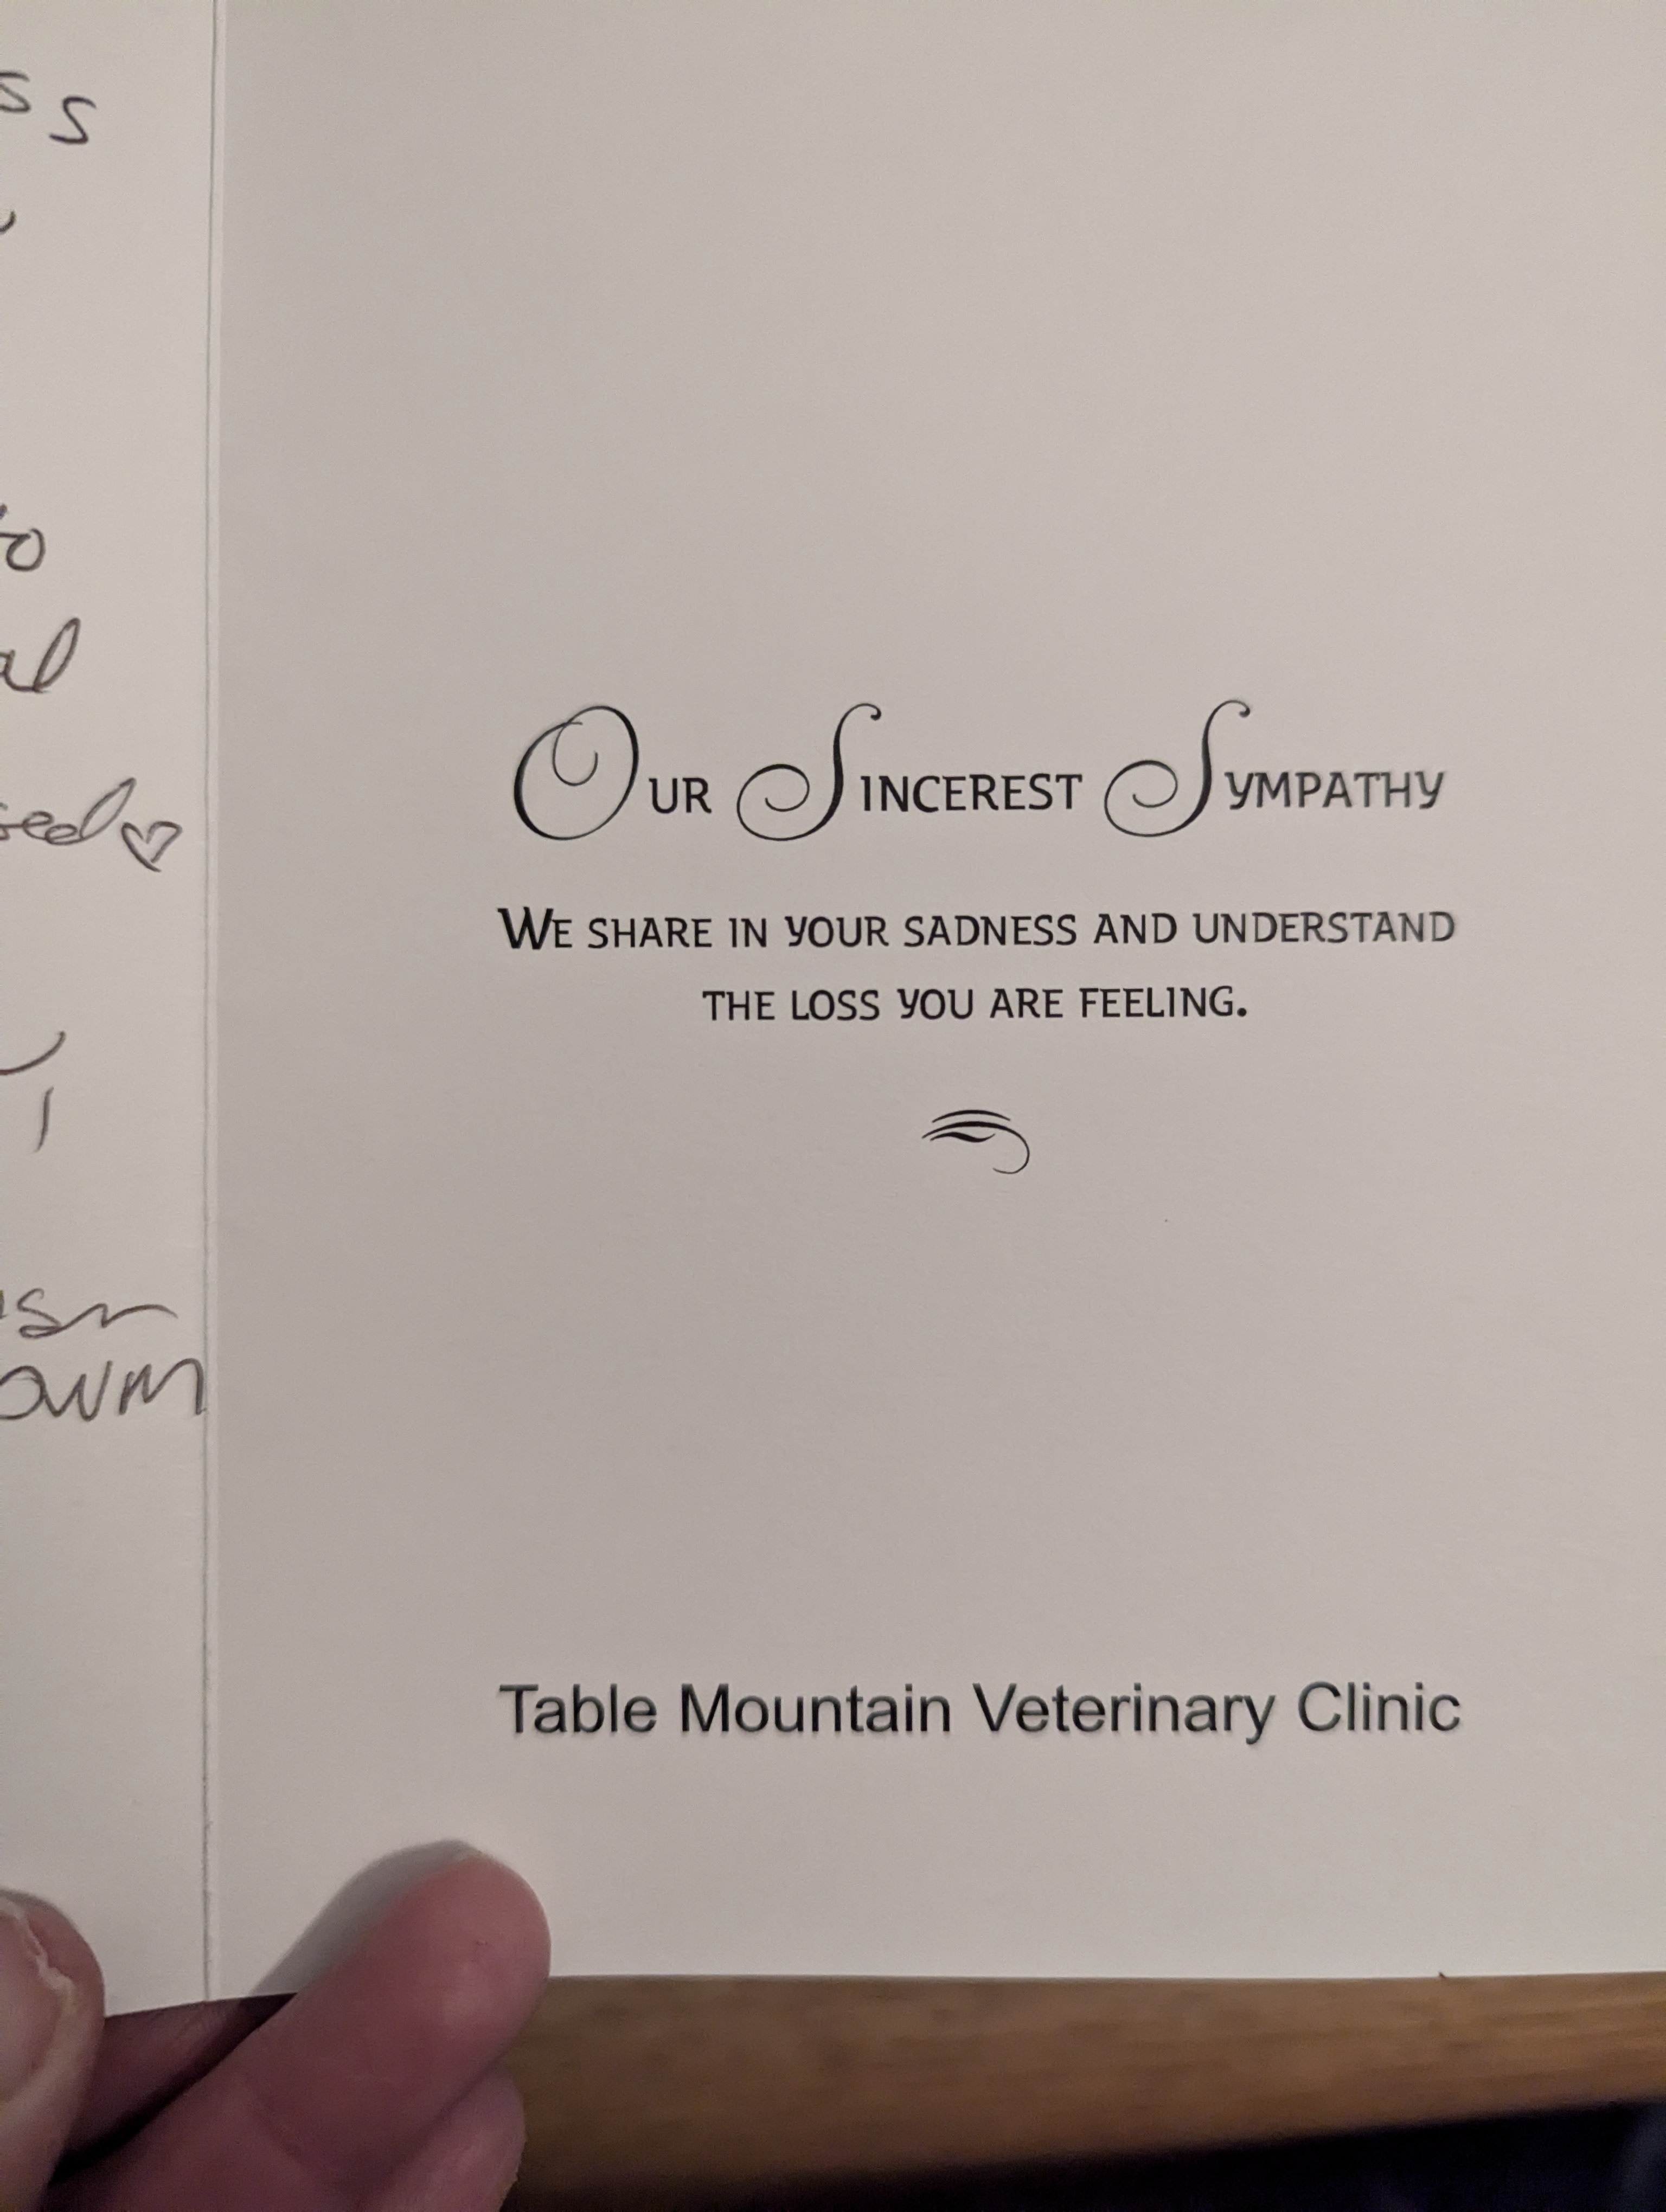 to
Our Sincerest Sympathy
We share in your sadness and understand
the loss you are feeling.
Table Mountain Veterinary Clinic